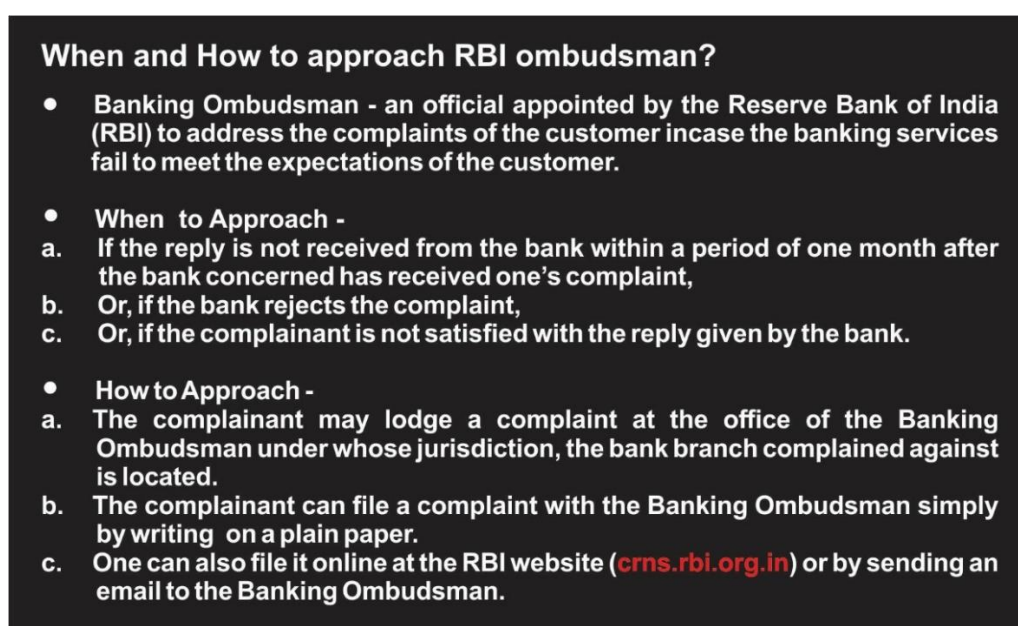 When and How to approach RBI ombudsman?
• Banking Ombudsman - an official appointed by the Reserve Bank of India
(RBI) to address the complaints of the customer incase the banking services
fail to meet the expectations of the customer.
• When to Approach -
a. If the reply is not received from the bank within a period of one month after
the bank concerned has received one's complaint,
b. Or, if the bank rejects the complaint,
c. Or, if the complainant is not satisfied with the reply given by the bank.
• How to Approach -
a. The complainant may lodge a complaint at the office of the Banking
Ombudsman under whose jurisdiction, the bank branch complained against
is located.
b. The complainant can file a complaint with the Banking Ombudsman simply
by writing on a plain paper.
c. One can also file it online at the RBI website (crns.rbi.org.in) or by sending an
email to the Banking Ombudsman.